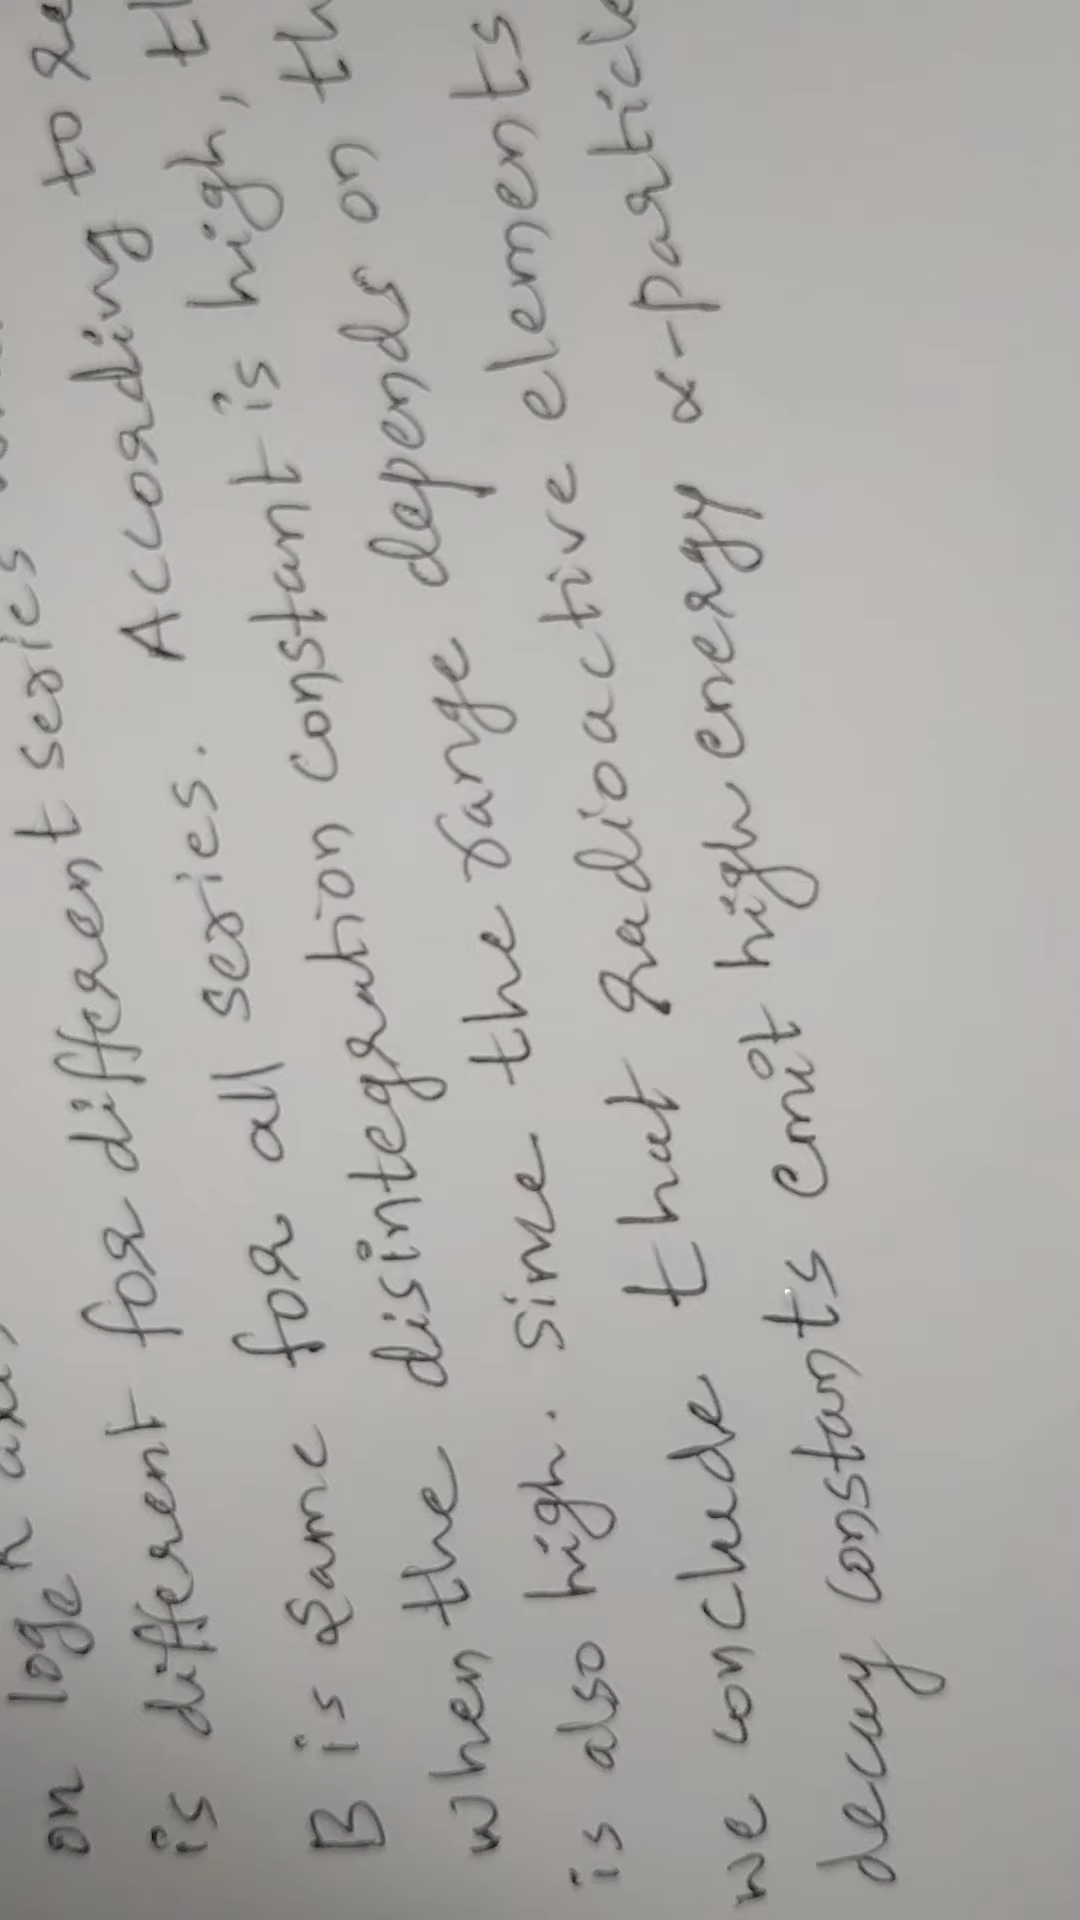 on loge
is different for different series to
B is same for all series. According
when the disintegration constant is high,
is also high. Since the range depends on
we conclude that radioactive elements
decay constants emit high energy α-particle